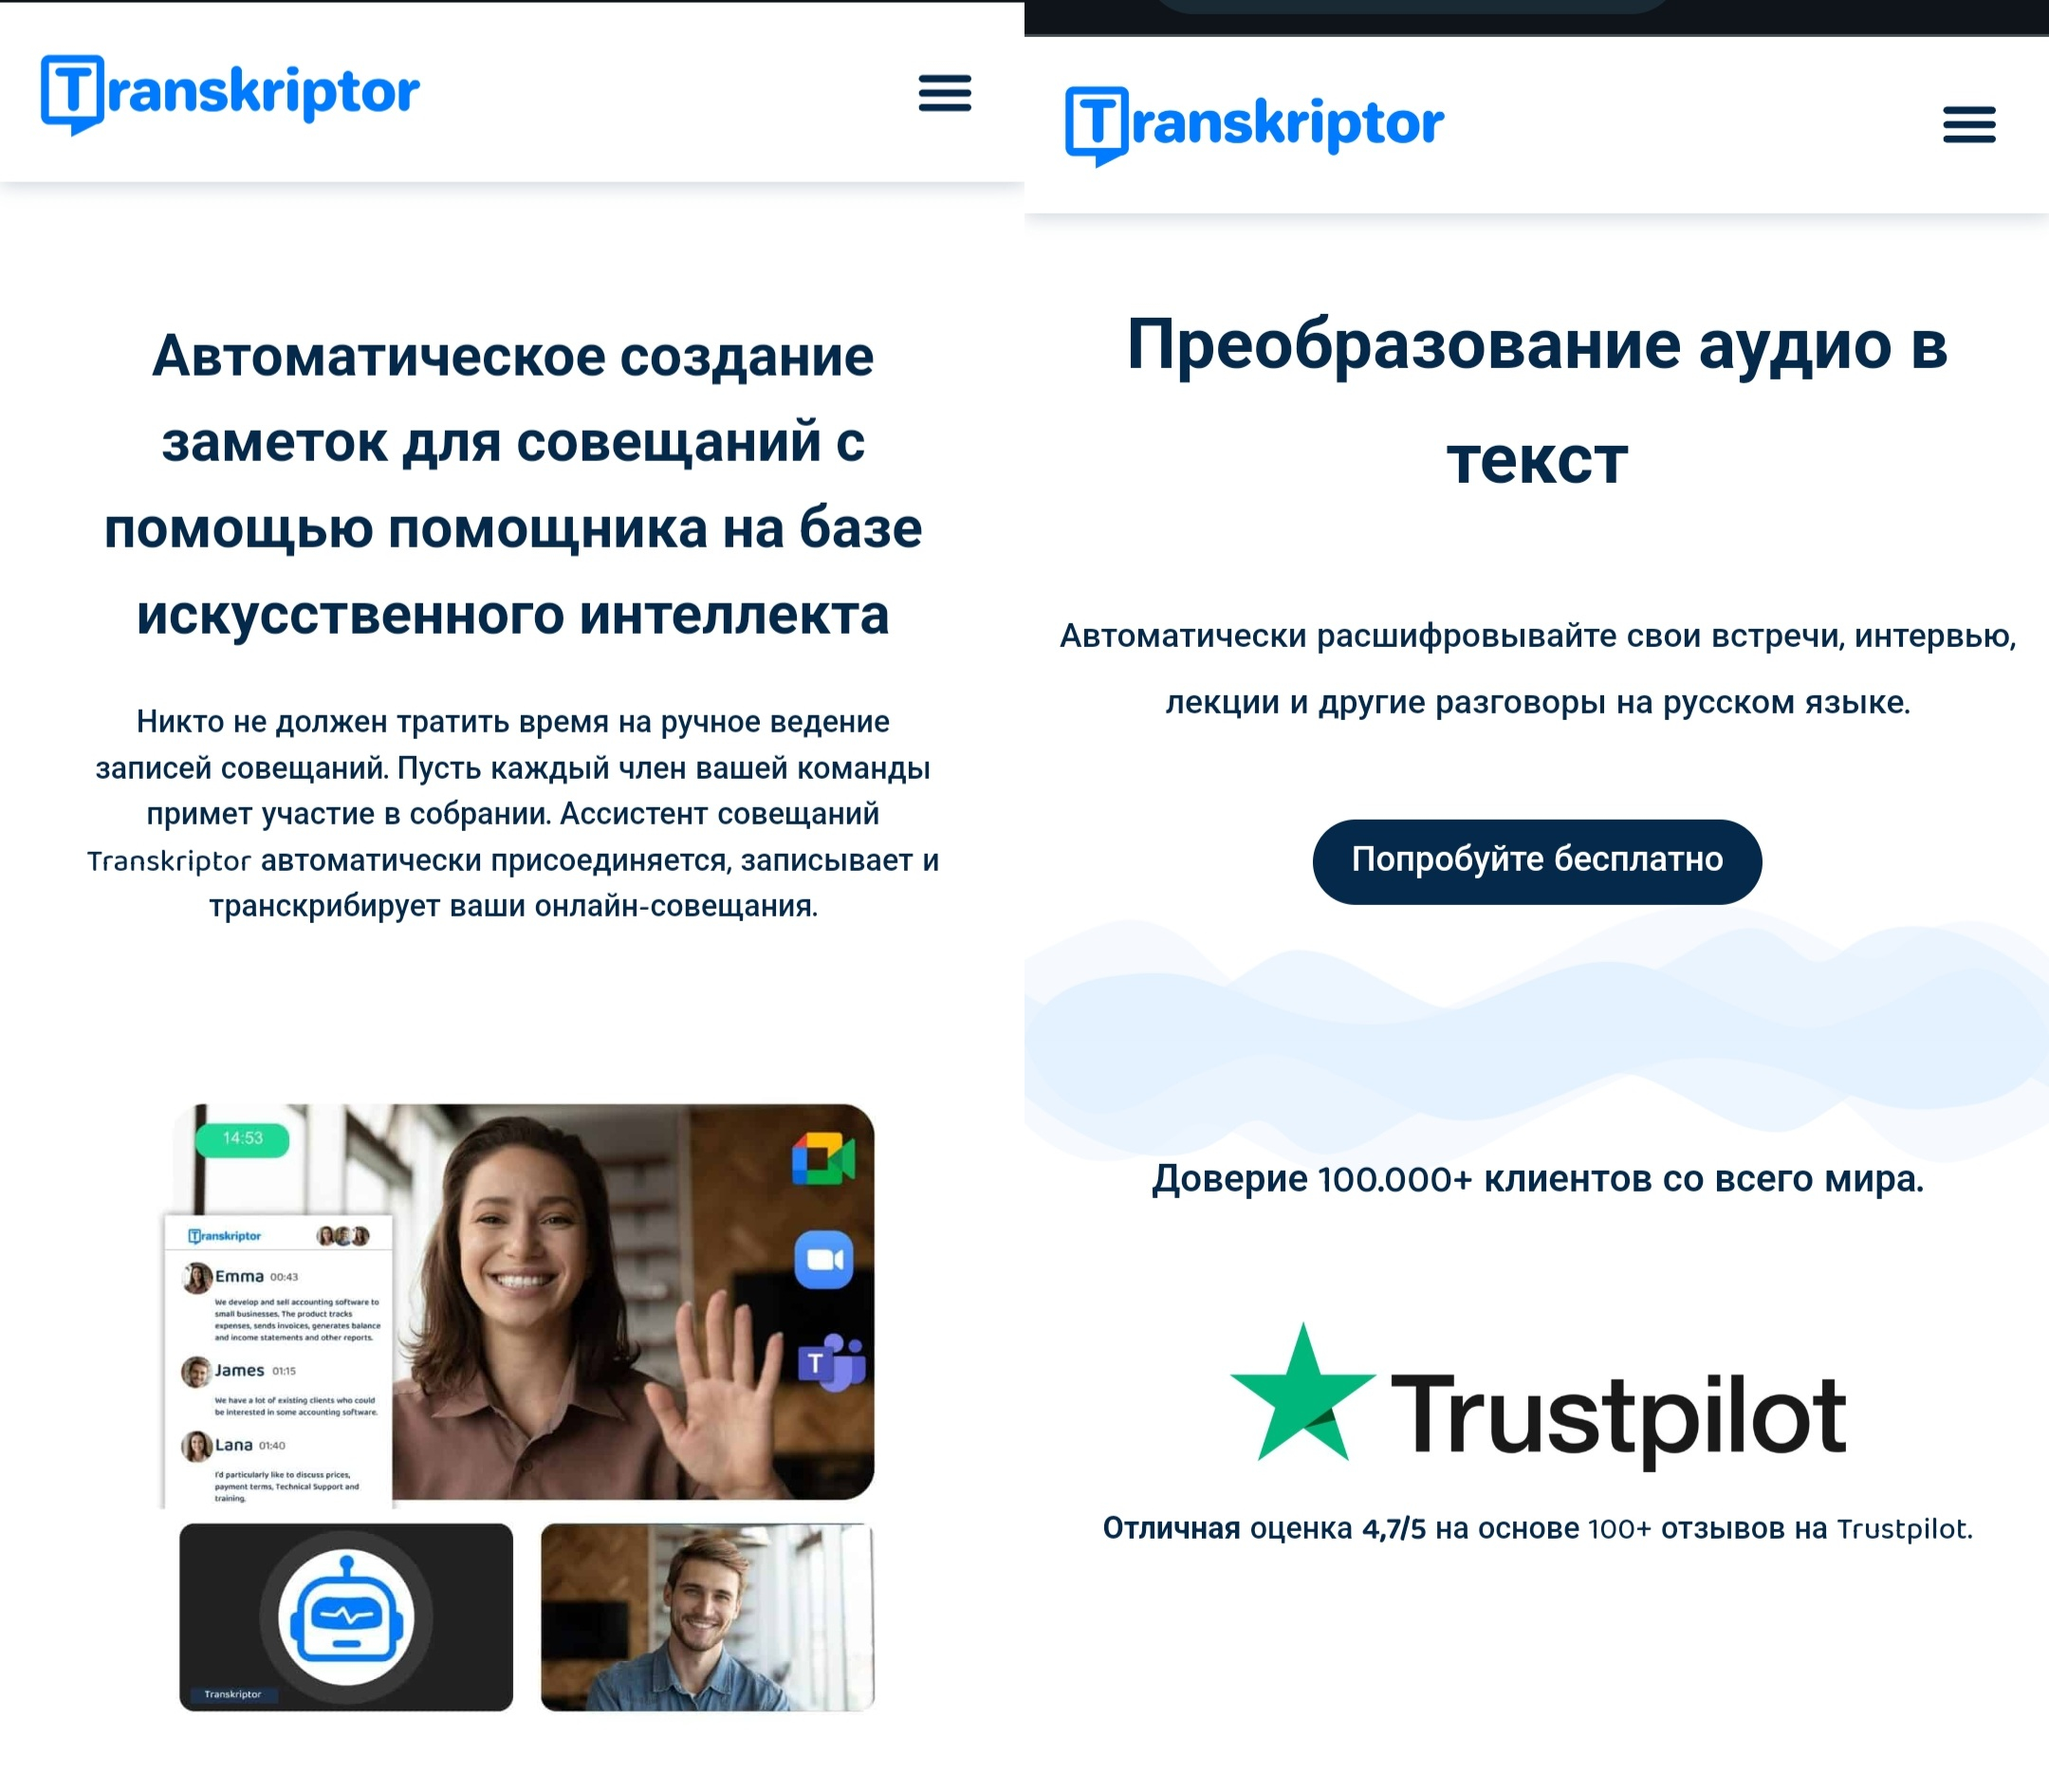 Transkriptor
Автоматическое создание
заметок для совещаний с
помощью помощника на базе
искусственного интеллекта
Никто не должен тратить время на ручное ведение
записей совещаний. Пусть каждый член вашей команды
примет участие в собрании. Ассистент совещаний
Transkriptor автоматически присоединяется, записывает и
транскрибирует ваши онлайн-совещания.
14:53
Transkriptor
Emma 00:43
We develop and sell accounting software to
small businesses. The product tracks
expenses, sends invoices, generates balance
and income statements and other reports.
James 01:15
We have a lot of existing clients who could
be interested in some accounting software.
Lana 01:40
I'd particularly like to discuss prices,
payment terms, Technical Support and
training.
T
Transkriptor
Transkriptor
Преобразование аудио в
текст
Автоматически расшифровывайте свои встречи, интервью,
лекции и другие разговоры на русском языке.
Попробуйте бесплатно
Доверие 100.000+ клиентов со всего мира.
Trustpilot
Отличная оценка 4,7/5 на основе 100+ отзывов на Trustpilot.